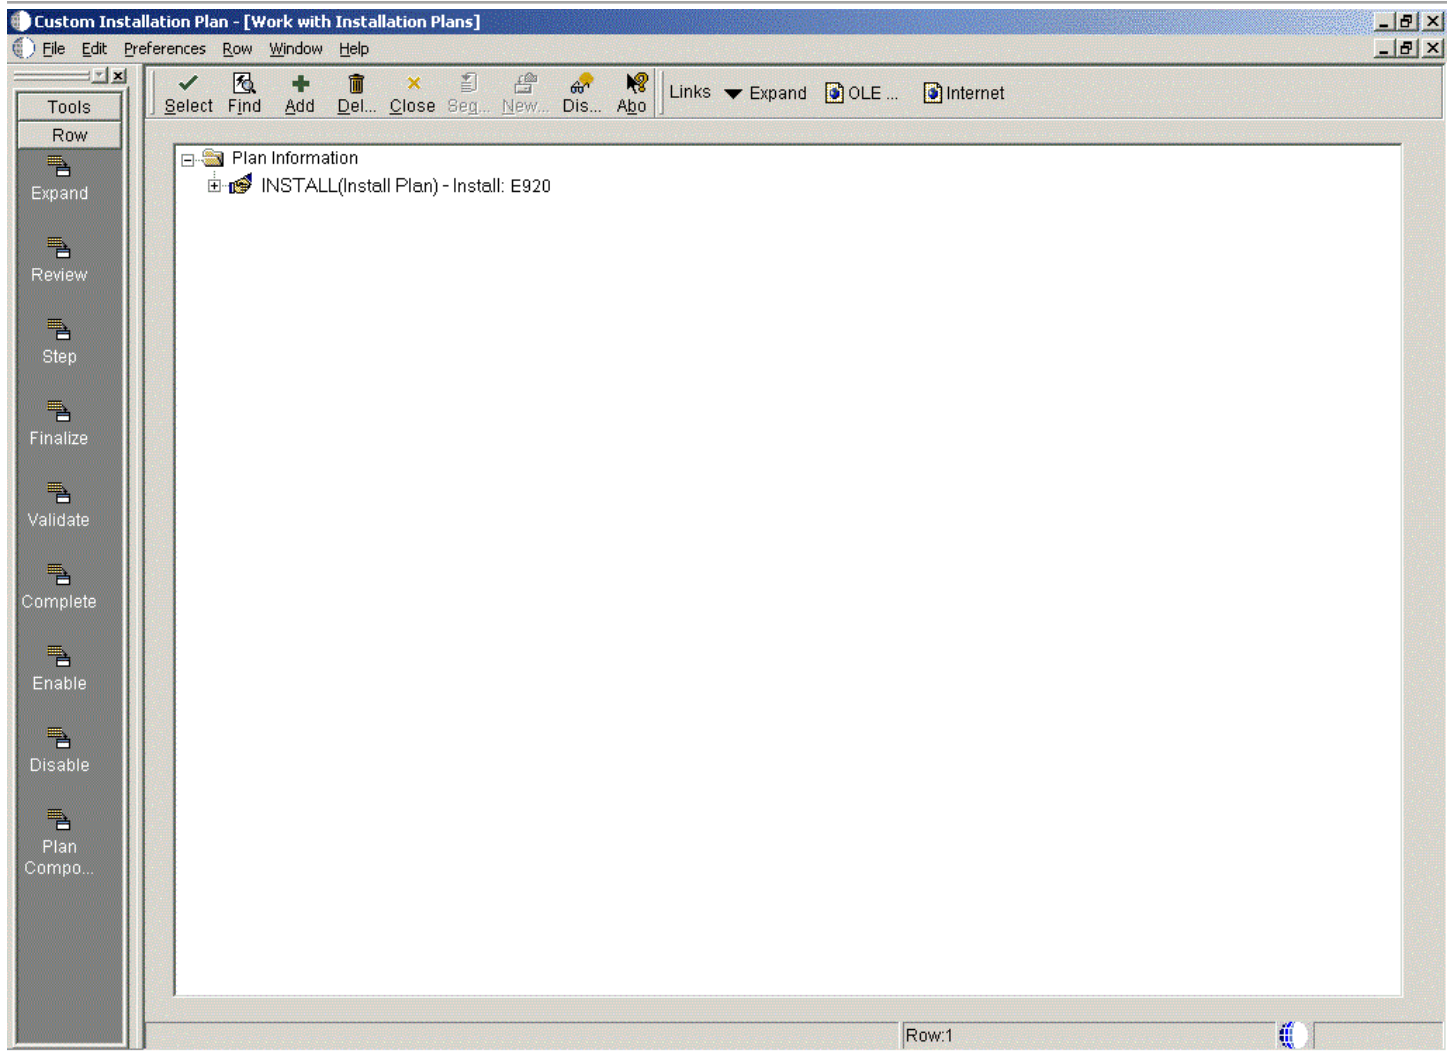 Custom Installation Plan - [Work with Installation Plans]
File Edit Preferences Row Window Help
Tools
Row
Expand
Review
Step
Finalize
Validate
Complete
Enable
Disable
Plan
Compo...
Select Find Add Del... Close Seq... New... Dis... Abo
Links Expand OLE ... Internet
Plan Information
INSTALL(Install Plan) - Install: E920
Row:1